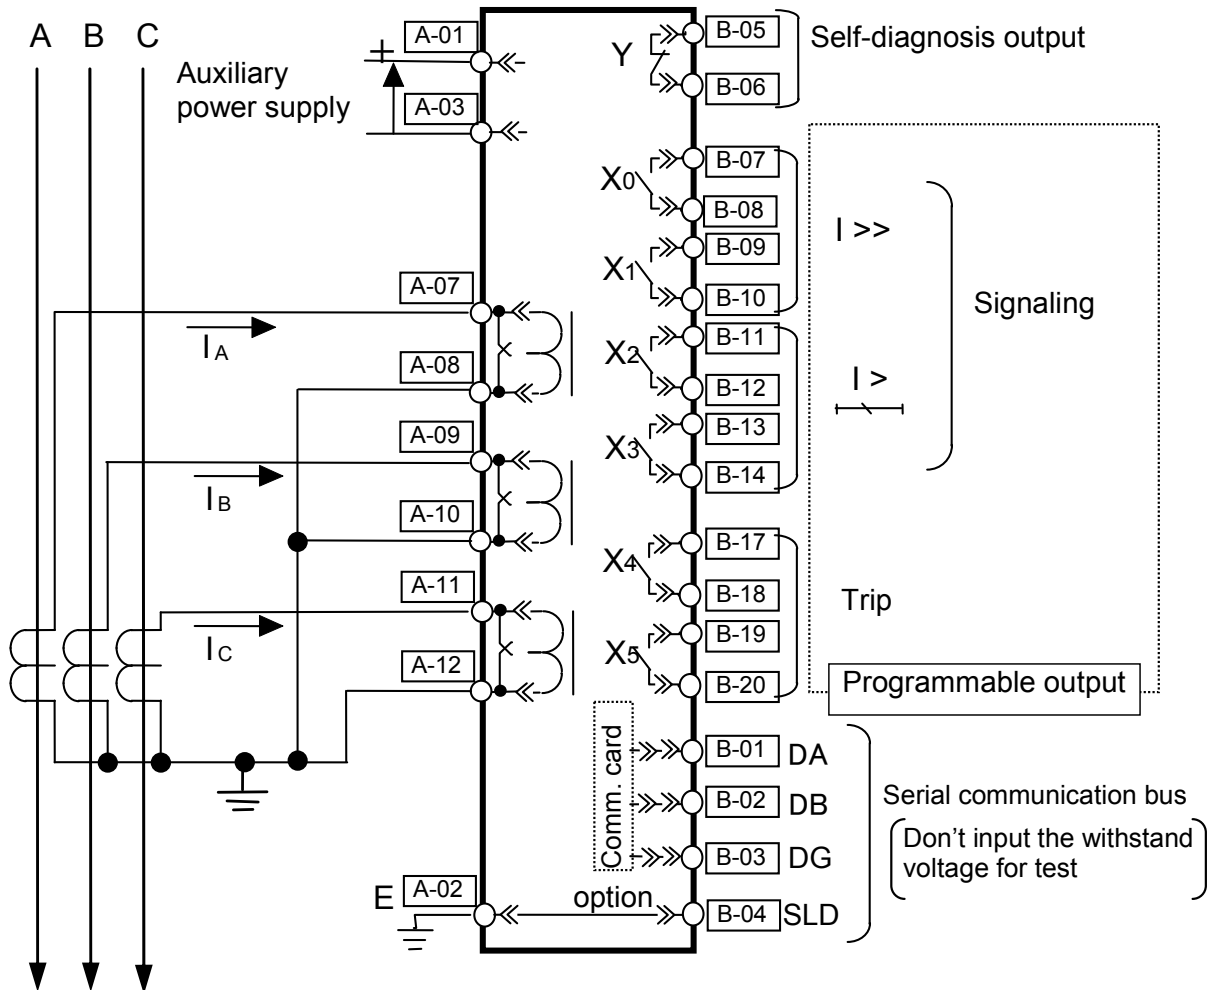 A B C
Auxiliary
power supply
+
A-01
A-03
A-07
I A
A-08
A-09
I B
A-10
A-11
I C
A-12
E A-02
Y
B-05
B-06
Self-diagnosis output
X0
B-07
B-08
X1
B-09
B-10
X2
B-11
B-12
X3
B-13
B-14
X4
B-17
B-18
X5
B-19
B-20
I >>
I >
Signaling
Trip
Programmable output
Comm. card
option
B-01 DA
B-02 DB
B-03 DG
B-04 SLD
Serial communication bus
Don’t input the withstand
voltage for test